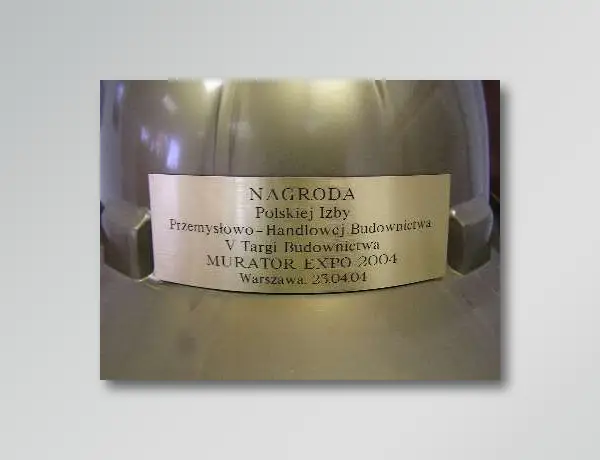 NAGRODA
Polskiej Izby
Przemysłowo-Handlowej Budownictwa
V Targi Budownictwa
MURATOR EXPO 2004
Warszawa, 23.04.04